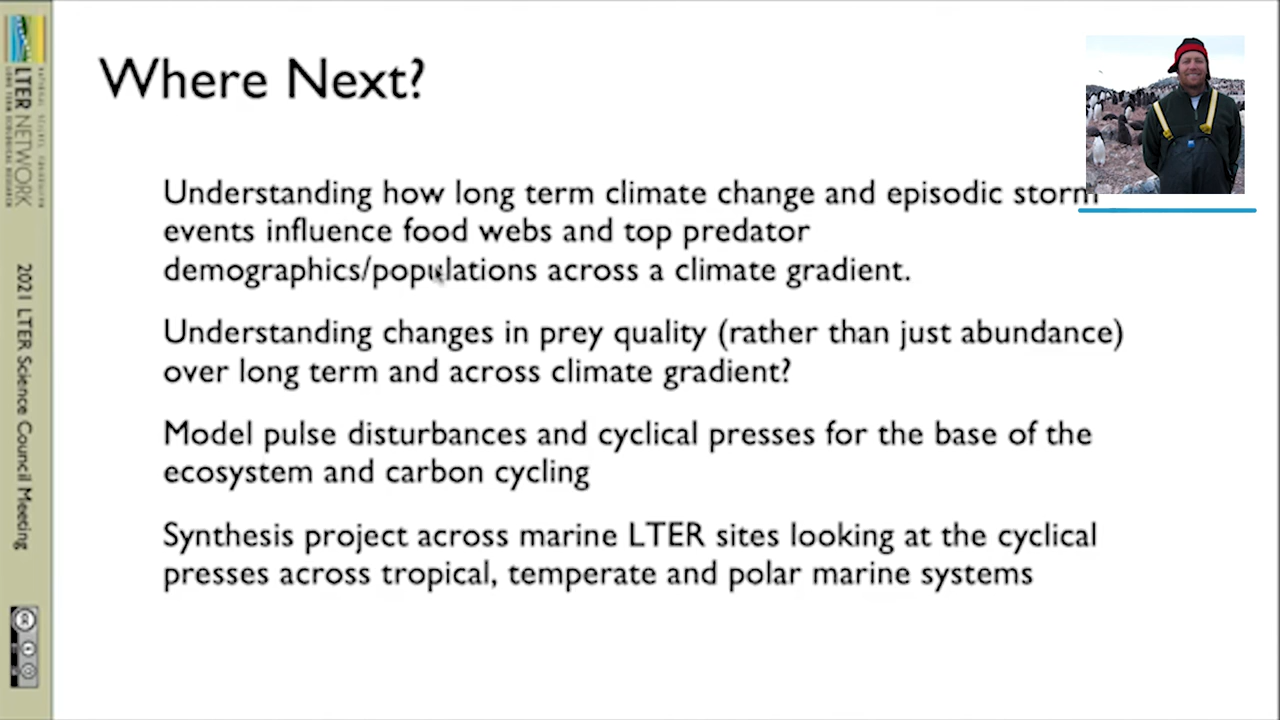 Where Next?
Understanding how long term climate change and episodic storm
events influence food webs and top predator
demographics/populations across a climate gradient.
Understanding changes in prey quality (rather than just abundance)
over long term and across climate gradient?
Model pulse disturbances and cyclical presses for the base of the
ecosystem and carbon cycling
Synthesis project across marine LTER sites looking at the cyclical
presses across tropical, temperate and polar marine systems
LTER NETWORK
LONG TERM ECOLOGICAL RESEARCH
2021 LTER Science Council Meeting